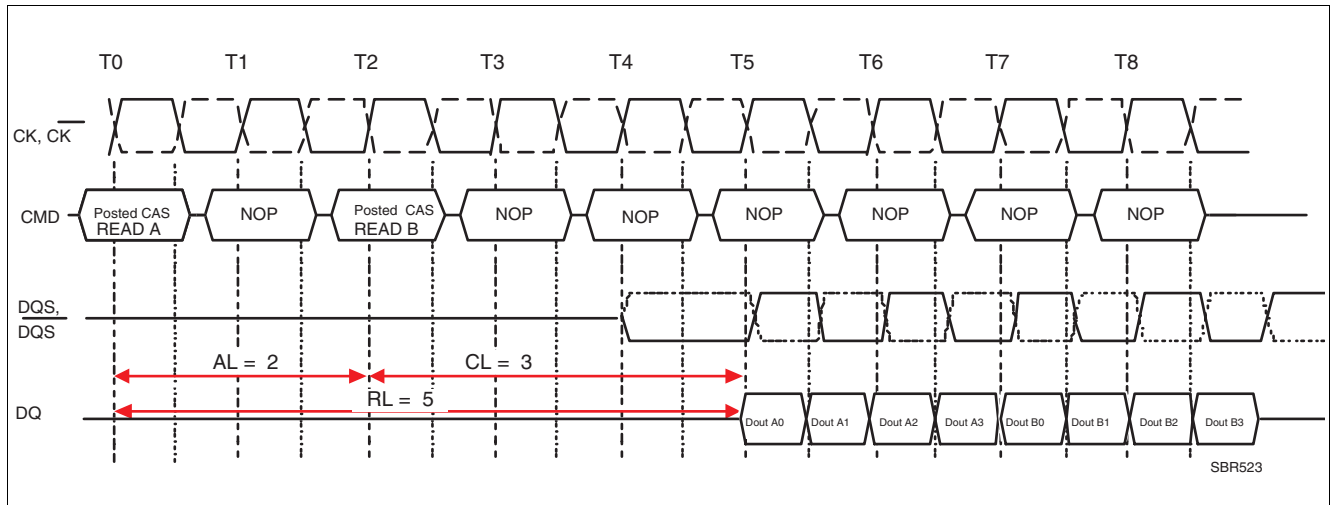 T0 T1 T2 T3 T4 T5 T6 T7 T8
CK, CK
CMD
Posted CAS
READ A
NOP
Posted CAS
READ B
NOP
NOP
NOP
NOP
NOP
NOP
DQS,
DQS
AL = 2
CL = 3
RL = 5
DQ
Dout A0 Dout A1 Dout A2 Dout A3 Dout B0 Dout B1 Dout B2 Dout B3
SBR523